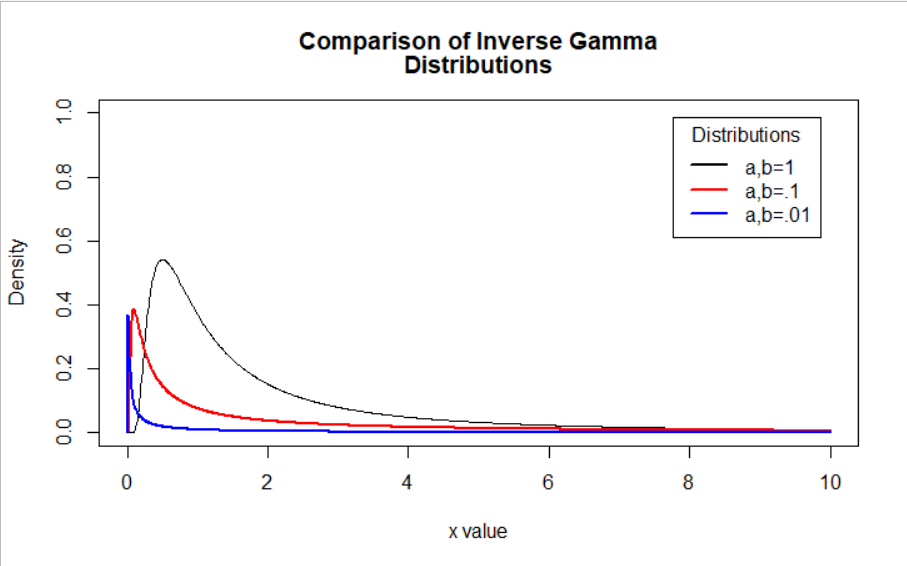 Comparison of Inverse Gamma
Distributions
1.0
0.8
0.6
0.4
0.2
0.0
Density
Distributions
a,b=1
a,b=.1
a,b=.01
0 2 4 6 8 10
x value